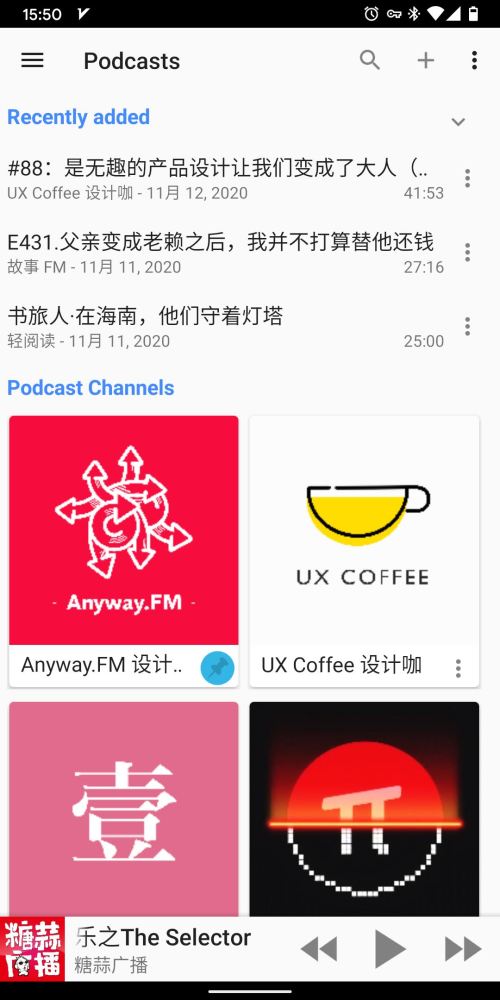 15:50
Podcasts
Recently added
#88：是无趣的产品设计让我们变成了大人（..
UX Coffee 设计咖 - 11月 12, 2020
41:53
E431.父亲变成老赖之后，我并不打算替他还钱
故事 FM - 11月 11, 2020
27:16
书旅人·在海南，他们守着灯塔
轻阅读 - 11月 11, 2020
25:00
Podcast Channels
- Anyway.FM -
UX COFFEE
Anyway.FM 设计..
UX Coffee 设计咖
壹
糖蒜
广播
乐之The Selector
糖蒜广播